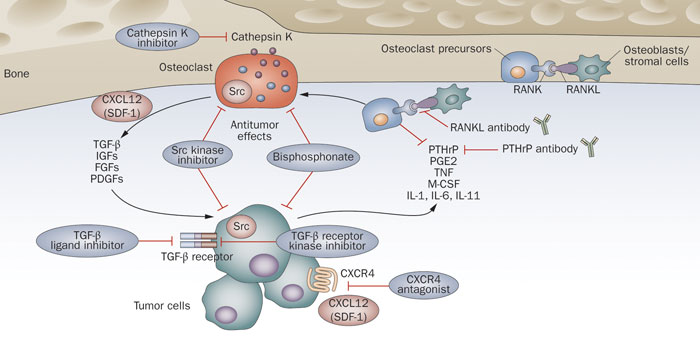 Cathepsin K
inhibitor
Cathepsin K
Osteoclast precursors
Osteoblasts/
stromal cells
Bone
Osteoclast
Src
RANK
RANKL
CXCL12
(SDF-1)
TGF-β
IGFs
FGFs
PDGFs
Antitumor
effects
Src kinase
inhibitor
Bisphosphonate
RANKL antibody
PTHrP
PGE2
TNF
M-CSF
IL-1, IL-6, IL-11
PTHrP antibody
Src
TGF-β
ligand inhibitor
TGF-β receptor
TGF-β receptor
kinase inhibitor
CXCR4
CXCR4
antagonist
CXCL12
(SDF-1)
Tumor cells